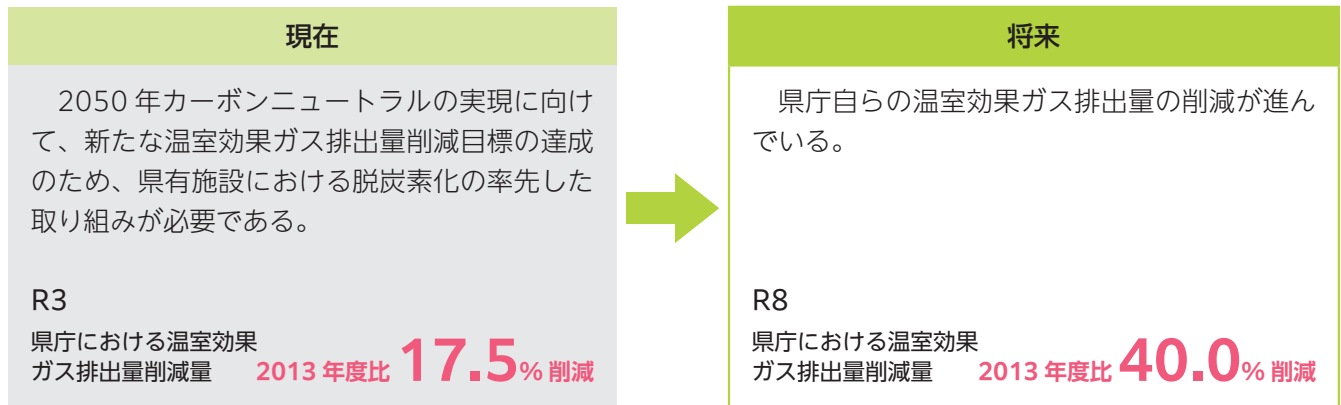 現在
2050 年カーボンニュートラルの実現に向け
て、新たな温室効果ガス排出量削減目標の達成
のため、県有施設における脱炭素化の率先した
取り組みが必要である。
R3
県庁における温室効果
ガス排出量削減量 2013 年度比 17.5% 削減
将来
県庁自らの温室効果ガス排出量の削減が進ん
でいる。
R8
県庁における温室効果
ガス排出量削減量 2013 年度比 40.0% 削減